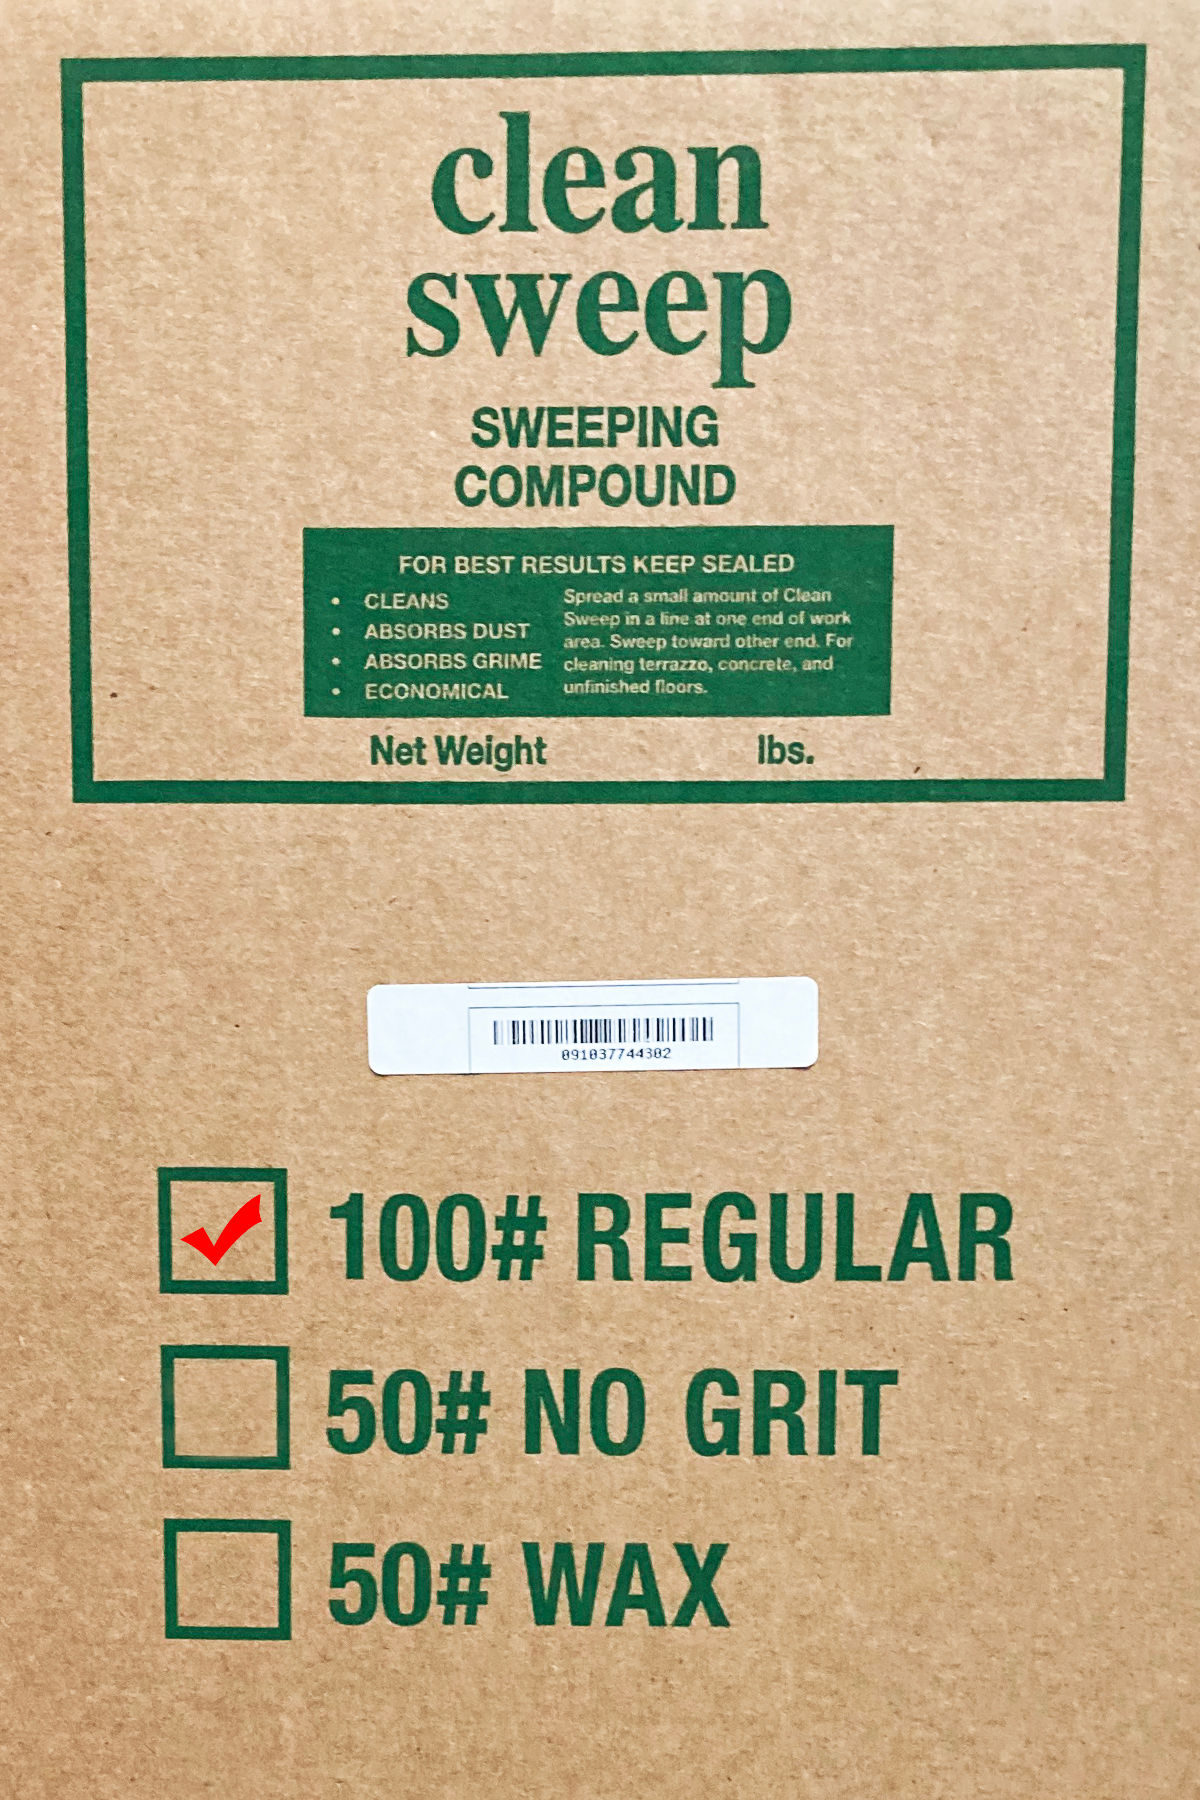 clean
sweep
SWEEPING
COMPOUND
FOR BEST RESULTS KEEP SEALED
• CLEANS
• ABSORBS DUST
• ABSORBS GRIME
• ECONOMICAL
Spread a small amount of Clean
Sweep in a line at one end of work
area. Sweep toward other end. For
cleaning terrazzo, concrete, and
unfinished floors.
Net Weight lbs.
091037744302
100# REGULAR
50# NO GRIT
50# WAX